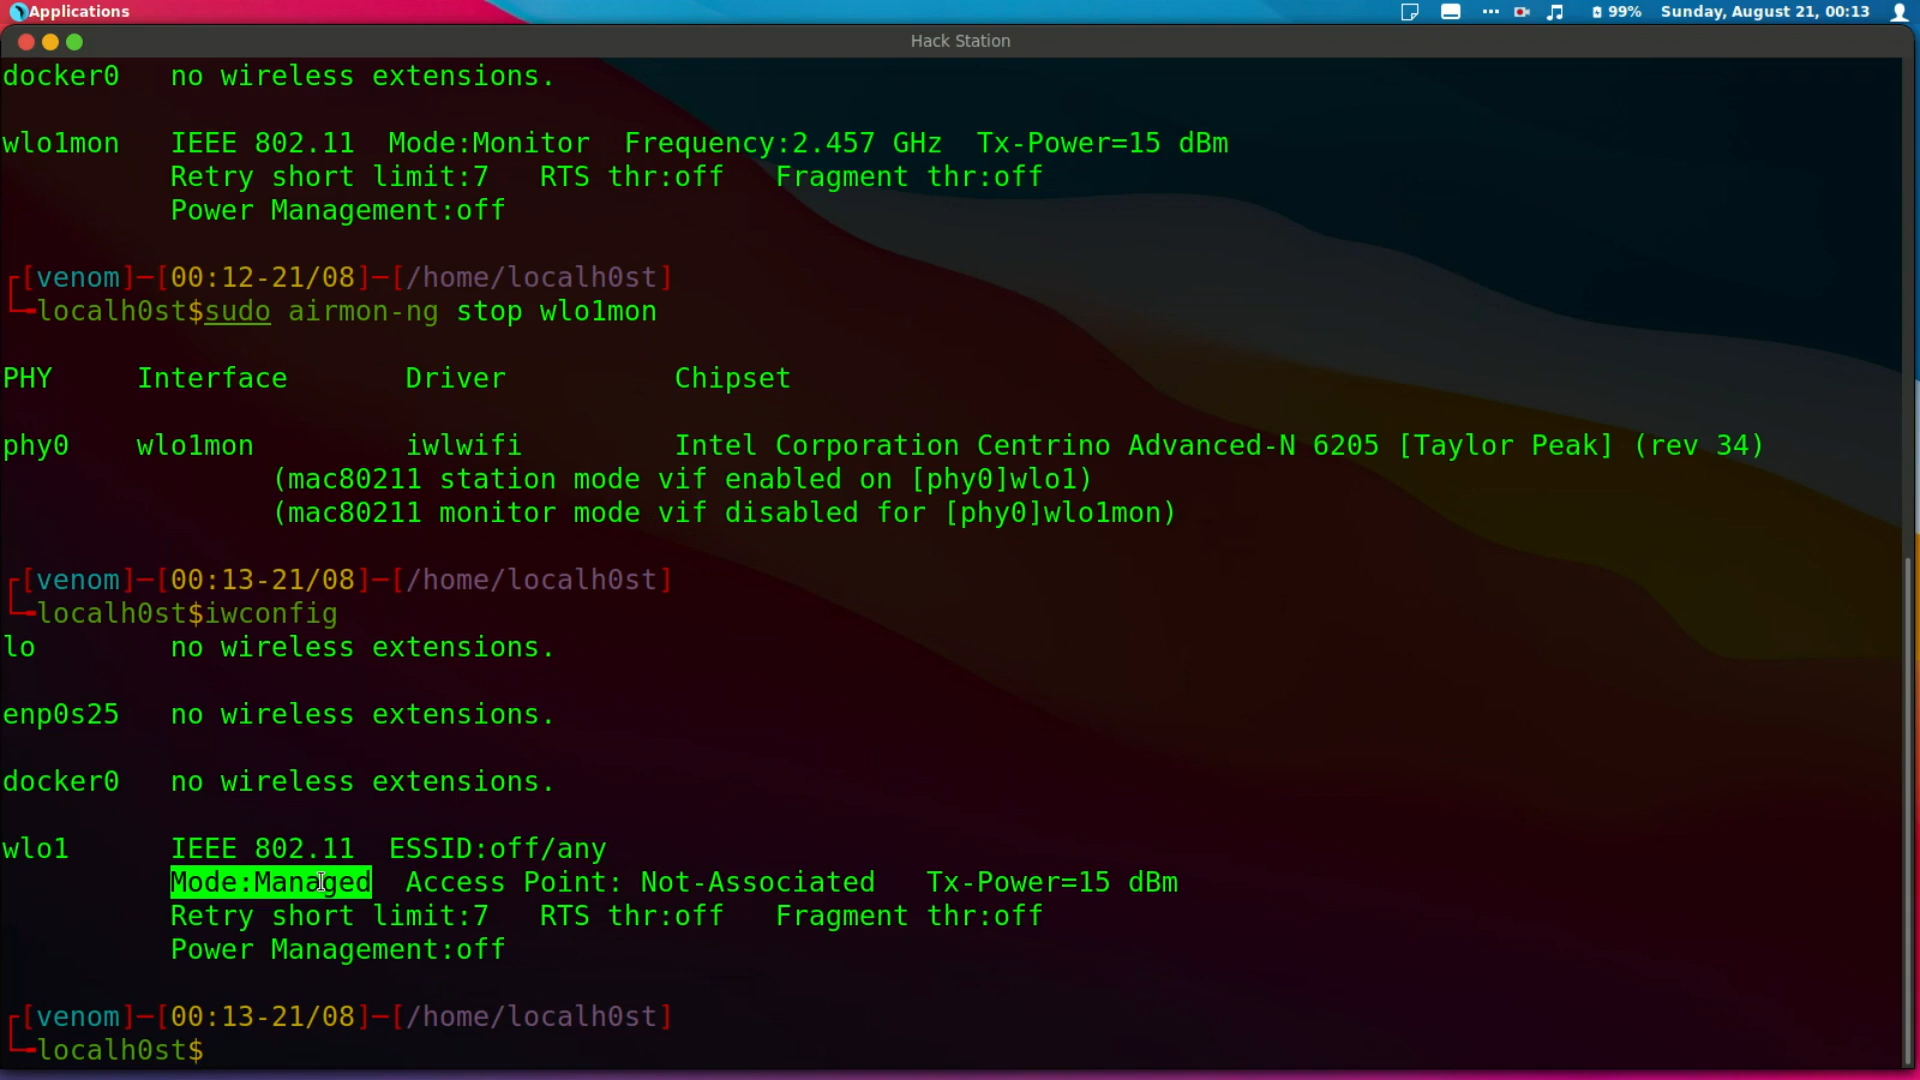 Applications 99% Sunday, August 21, 00:13
Hack Station
docker0 no wireless extensions.
wlo1mon IEEE 802.11 Mode:Monitor Frequency:2.457 GHz Tx-Power=15 dBm
Retry short limit:7 RTS thr:off Fragment thr:off
Power Management:off
[venom]-[00:12-21/08]-[/home/localh0st]
localh0st$sudo airmon-ng stop wlo1mon
PHY Interface Driver Chipset
phy0 wlo1mon iwlwifi Intel Corporation Centrino Advanced-N 6205 [Taylor Peak] (rev 34)
(mac80211 station mode vif enabled on [phy0]wlo1)
(mac80211 monitor mode vif disabled for [phy0]wlo1mon)
[venom]-[00:13-21/08]-[/home/localh0st]
localh0st$iwconfig
lo no wireless extensions.
enp0s25 no wireless extensions.
docker0 no wireless extensions.
wlo1 IEEE 802.11 ESSID:off/any
Mode:Managed Access Point: Not-Associated Tx-Power=15 dBm
Retry short limit:7 RTS thr:off Fragment thr:off
Power Management:off
[venom]-[00:13-21/08]-[/home/localh0st]
localh0st$